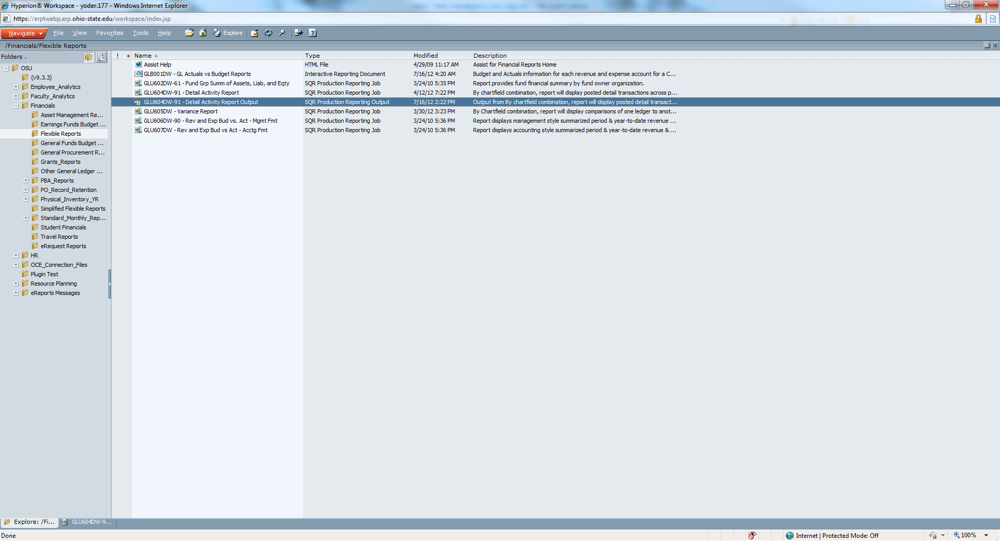 Hyperion® Workspace - yoder.177 - Windows Internet Explorer
https://erptwebp.erp.ohio-state.edu/workspace/index.jsp
Navigate File View Favorites Tools Help Explore
/Financials/Flexible Reports
Folders .
OSU
(v9.3.3)
Employee_Analytics
Faculty_Analytics
Financials
Asset Management Re...
Earnings Funds Budget ...
Flexible Reports
General Funds Budget ...
General Procurement R...
Grants_Reports
Other General Ledger ...
PBA_Reports
PO_Record_Retention
Physical_Inventory_YR
Simplified Flexible Reports
Standard_Monthly_Rep...
Student Financials
Travel Reports
eRequest Reports
HR
OCE_Connection_Files
Plugin Test
Resource Planning
eReports Messages
! * Name Type Modified Description
Assist Help HTML File 4/29/09 11:17 AM Assist for Financial Reports Home
GLB001DW - GL Actuals vs Budget Reports Interactive Reporting Document 7/16/12 4:20 AM Budget and Actuals information for each revenue and expense account for a C...
GLU602DW-61 - Fund Grp Summ of Assets, Liab, and Eqty SQR Production Reporting Job 3/24/10 5:35 PM Report provides fund financial summary by fund owner organization.
GLU604DW-91 - Detail Activity Report SQR Production Reporting Job 4/12/12 7:22 PM By chartfield combination, report will display posted detail transactions across p...
GLU604DW-91 - Detail Activity Report Output SQR Production Reporting Output 7/16/12 2:22 PM Output from By chartfield combination, report will display posted detail transact...
GLU605DW - Variance Report SQR Production Reporting Job 3/30/12 3:23 PM By Chartfield combination, report will display comparisons of one ledger to anot...
GLU606DW-90 - Rev and Exp Bud vs. Act - Mgmt Fmt SQR Production Reporting Job 3/24/10 5:36 PM Report displays management style summarized period & year-to-date revenue ...
GLU607DW - Rev and Exp Bud vs Act - Acctg Fmt SQR Production Reporting Job 3/24/10 5:36 PM Report displays accounting style summarized period & year-to-date revenue & ...
Explore: /Fi... GLU604DW-9...
Done Internet | Protected Mode: Off 100%